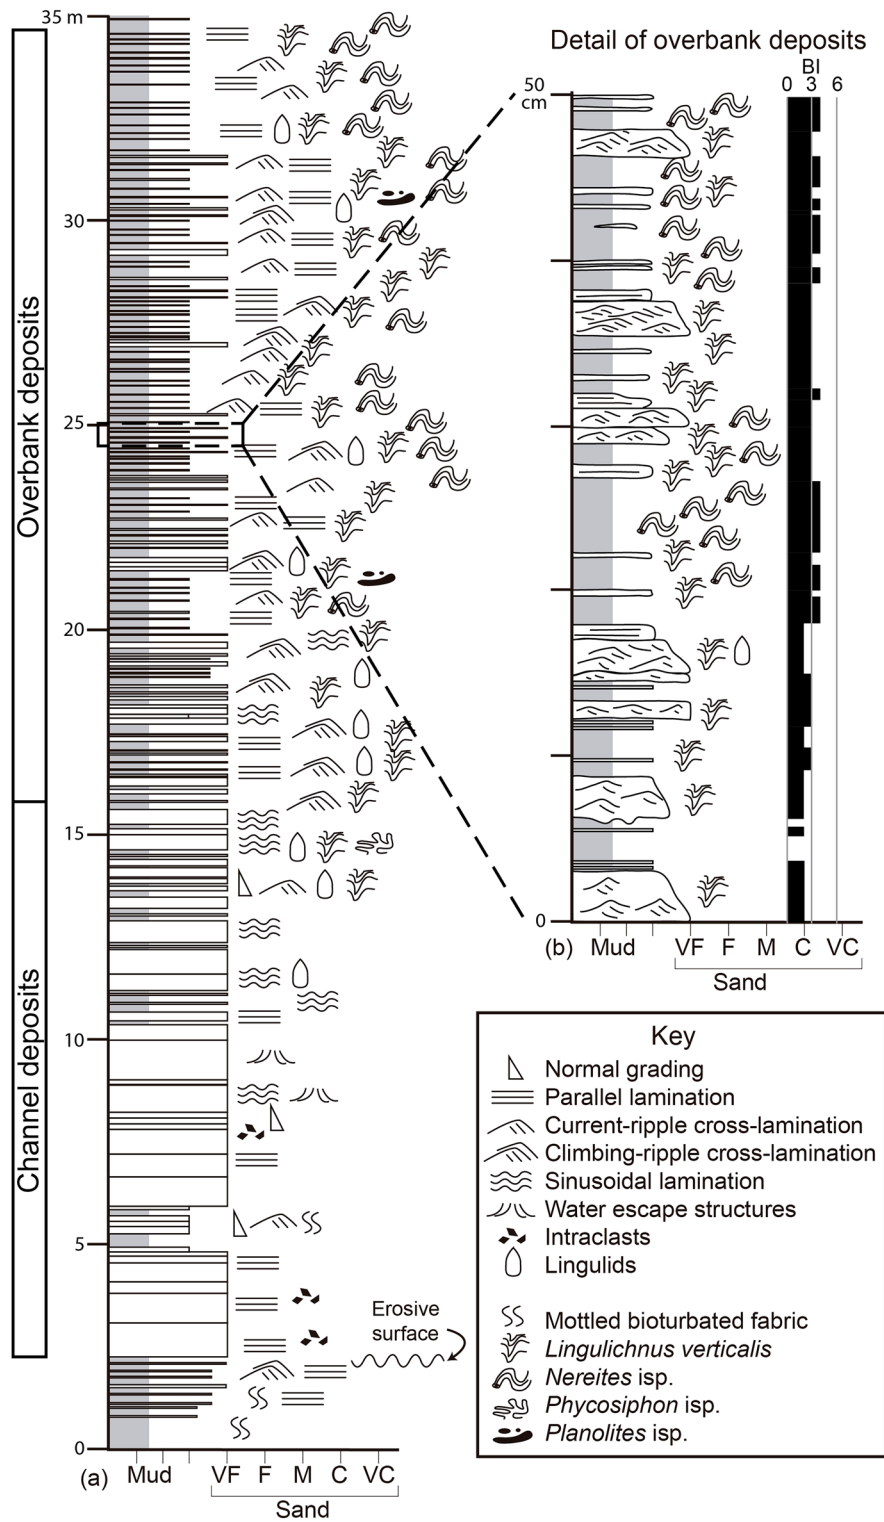 35 m
30
25
20
15
10
5
0
Overbank deposits
Channel deposits
Erosive
surface
(a)
Mud
VF
F
M
C
VC
Sand
Detail of overbank deposits
BI
0 3 6
50
cm
0
(b)
Mud
VF
F
M
C
VC
Sand
Key
Normal grading
Parallel lamination
Current-ripple cross-lamination
Climbing-ripple cross-lamination
Sinusoidal lamination
Water escape structures
Intraclasts
Lingulids
Mottled bioturbated fabric
Lingulichnus verticalis
Nereites isp.
Phycosiphon isp.
Planolites isp.